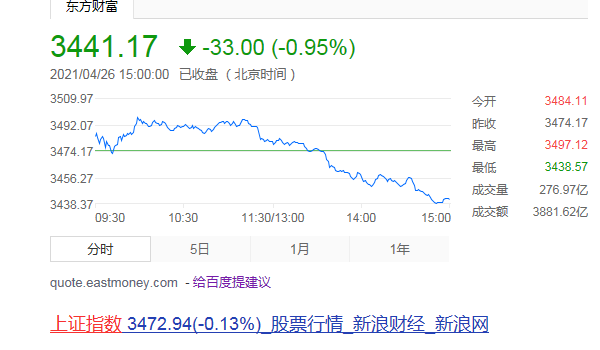 东方财富
3441.17 -33.00 (-0.95%)
2021/04/26 15:00:00 已收盘 （北京时间）
3509.97
3492.07
3474.17
3456.27
3438.37
09:30 10:30 11:30/13:00 14:00 15:00
今开 3484.11
昨收 3474.17
最高 3497.12
最低 3438.57
成交量 276.97亿
成交额 3881.62亿
分时 5日 1月 1年
quote.eastmoney.com - 给百度提建议
上证指数 3472.94(-0.13%)_股票行情_新浪财经_新浪网